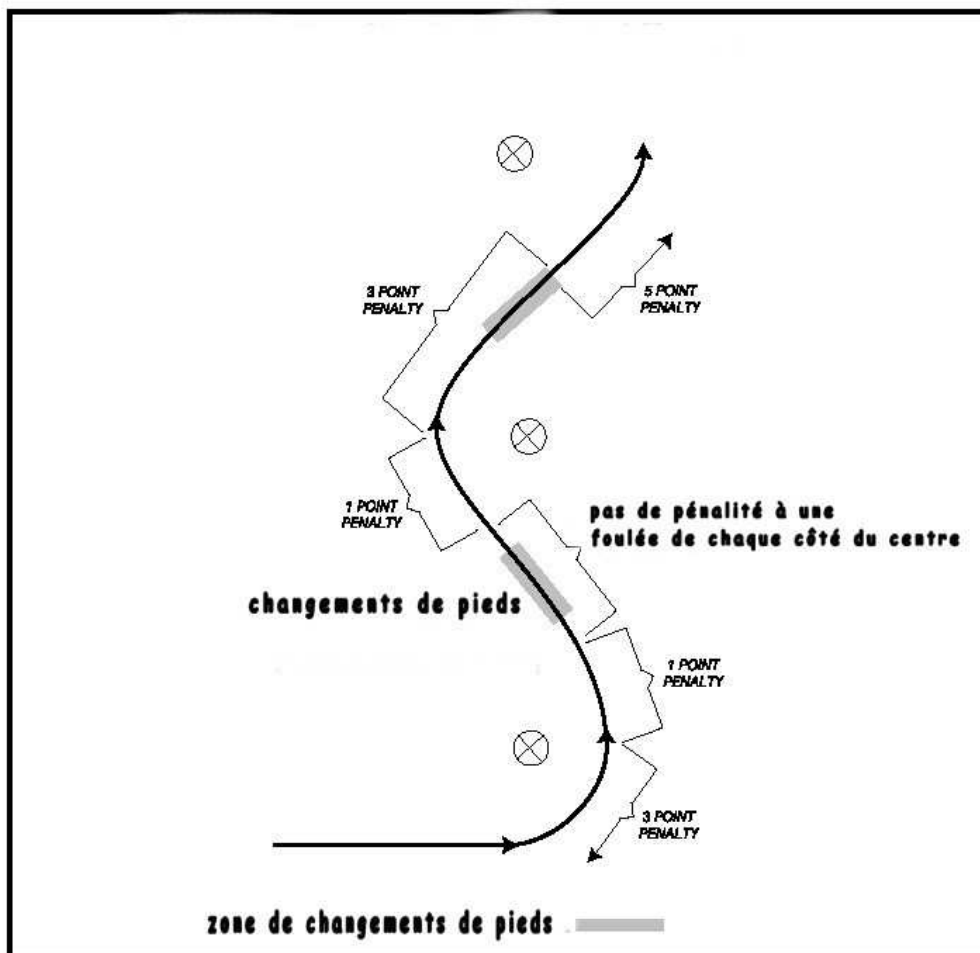 3 POINT
PENALTY
5 POINT
PENALTY
1 POINT
PENALTY
pas de pénalité à une
foulée de chaque côté du centre
changements de pieds
1 POINT
PENALTY
3 POINT
PENALTY
zone de changements de pieds